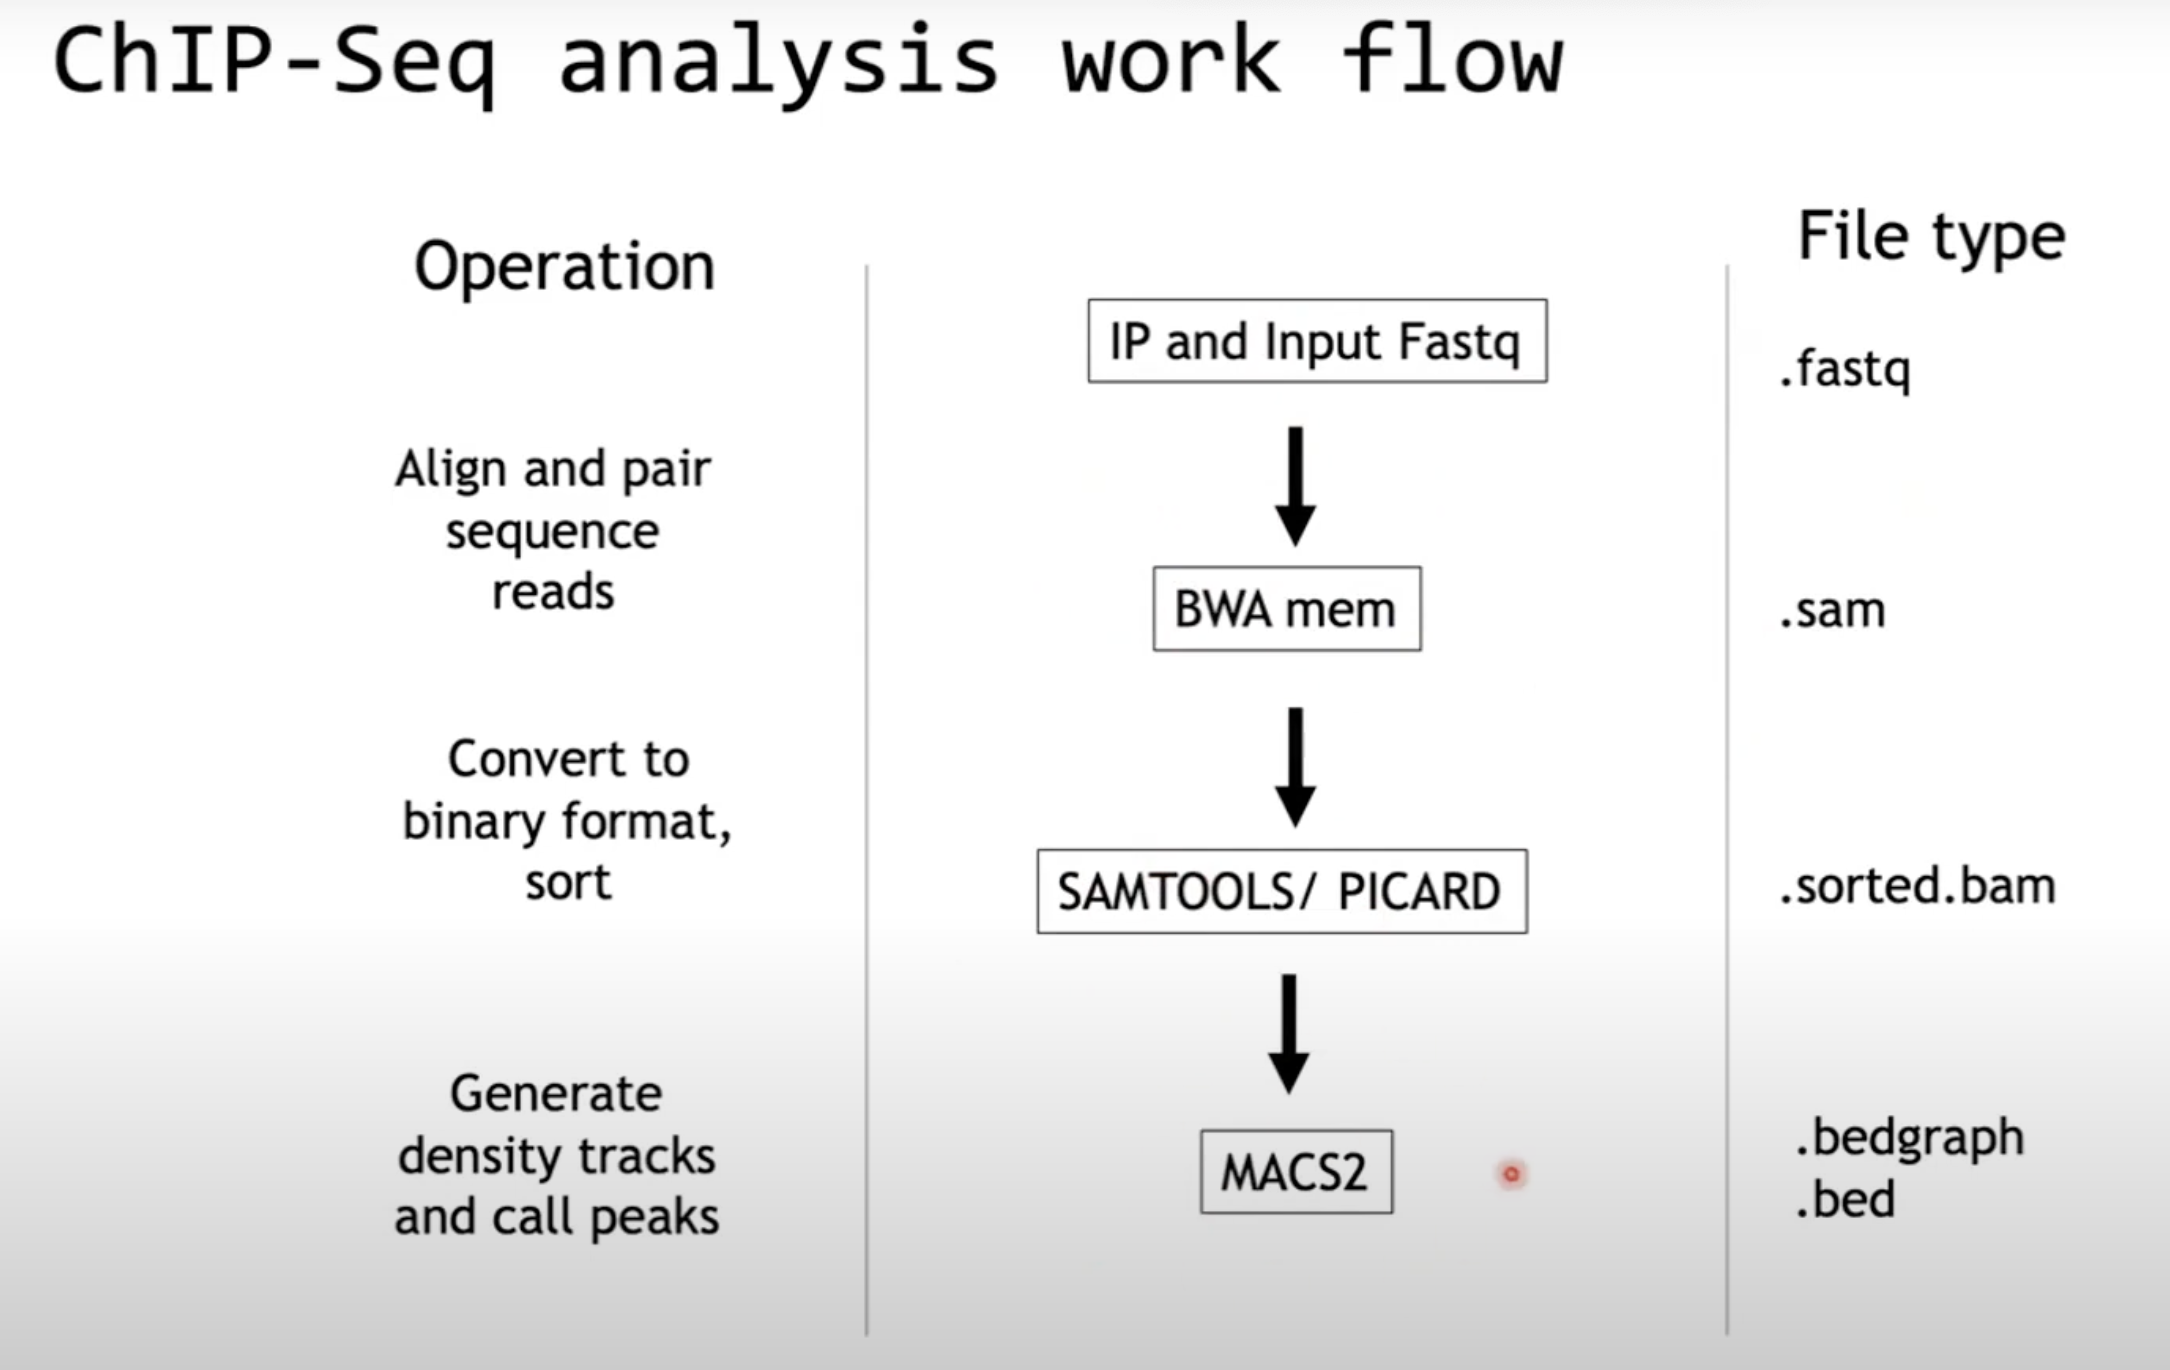 ChIP-Seq analysis work flow
Operation
File type
IP and Input Fastq
.fastq
Align and pair
sequence
reads
BWA mem
.sam
Convert to
binary format,
sort
SAMTOOLS/ PICARD
.sorted.bam
Generate
density tracks
and call peaks
MACS2
.bedgraph
.bed